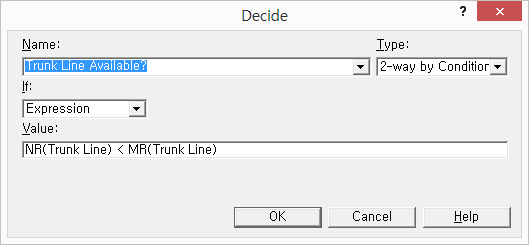 Decide
?
Name:
Type:
Trunk Line Available?
2-way by Condition
If:
Expression
Value:
NR(Trunk Line) < MR(Trunk Line)
OK
Cancel
Help